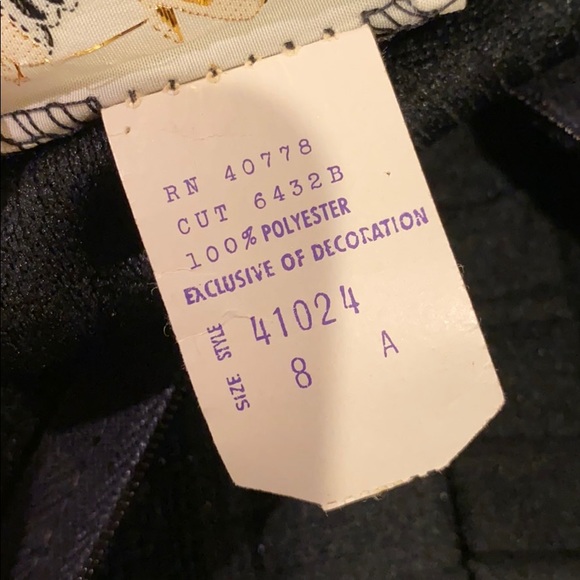 RN 40778
CUT 6432B
100% POLYESTER
EXCLUSIVE OF DECORATION
STYLE 41024
SIZE 8 A